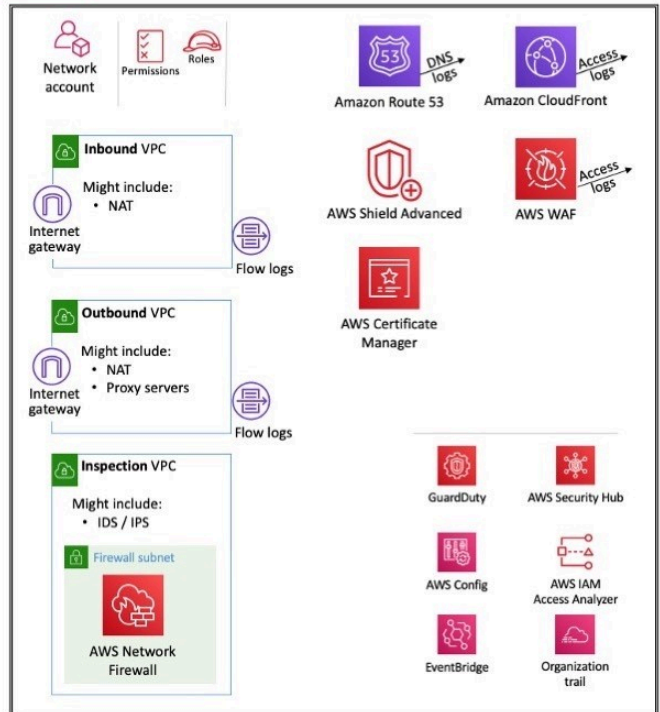 Network
account
Permissions
Roles
53
DNS
logs
Amazon Route 53
Access
logs
Amazon CloudFront
Inbound VPC
Might include:
• NAT
Internet
gateway
Flow logs
AWS Shield Advanced
Access
logs
AWS WAF
AWS Certificate
Manager
Outbound VPC
Might include:
• NAT
• Proxy servers
Internet
gateway
Flow logs
Inspection VPC
Might include:
• IDS / IPS
Firewall subnet
AWS Network
Firewall
GuardDuty
AWS Security Hub
AWS Config
AWS IAM
Access Analyzer
EventBridge
Organization
trail